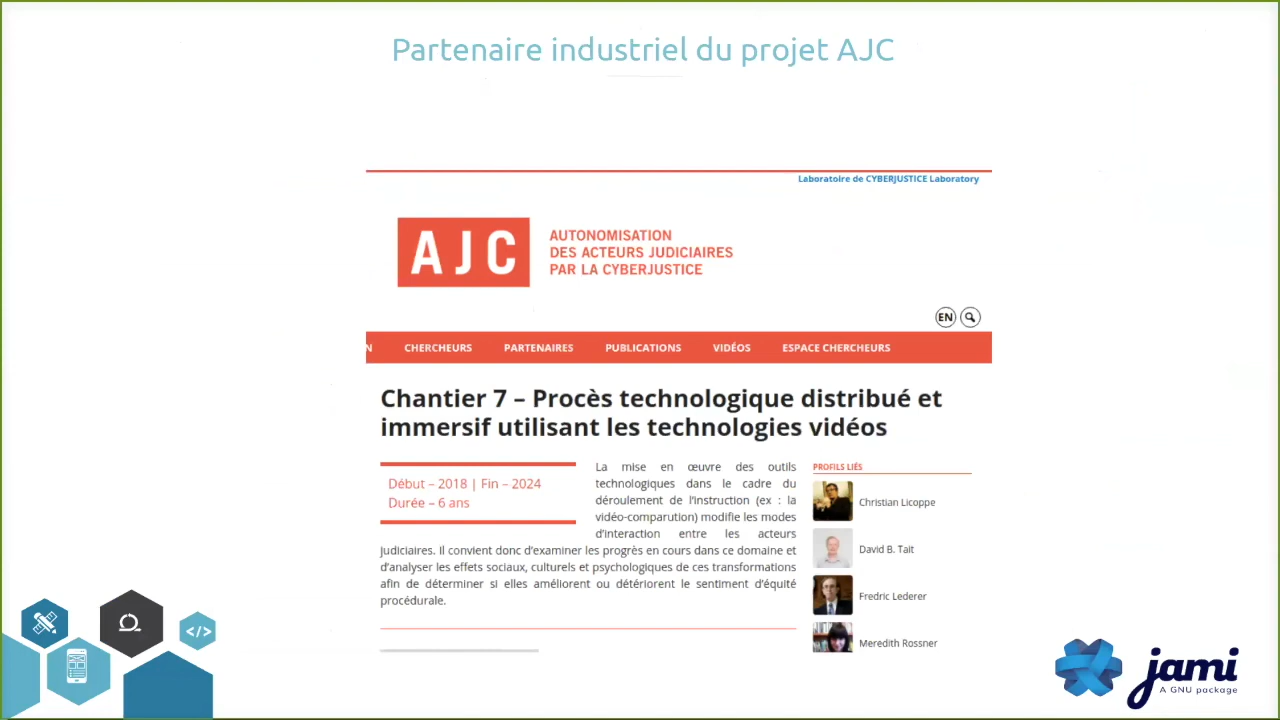 Partenaire industriel du projet AJC
Laboratoire de CYBERJUSTICE Laboratory
AJC
AUTONOMISATION
DES ACTEURS JUDICIAIRES
PAR LA CYBERJUSTICE
EN
N CHERCHEURS PARTENAIRES PUBLICATIONS VIDÉOS ESPACE CHERCHEURS
Chantier 7 – Procès technologique distribué et
immersif utilisant les technologies vidéos
Début – 2018 | Fin – 2024
Durée – 6 ans
La mise en œuvre des outils
technologiques dans le cadre du
déroulement de l'instruction (ex : la
vidéo-comparution) modifie les modes
d'interaction entre les acteurs
judiciaires. Il convient donc d'examiner les progrès en cours dans ce domaine et
d'analyser les effets sociaux, culturels et psychologiques de ces transformations
afin de déterminer si elles améliorent ou détériorent le sentiment d'équité
procédurale.
PROFILS LIÉS
Christian Licoppe
David B. Tait
Fredric Lederer
Meredith Rossner
</>
jami
A GNU package